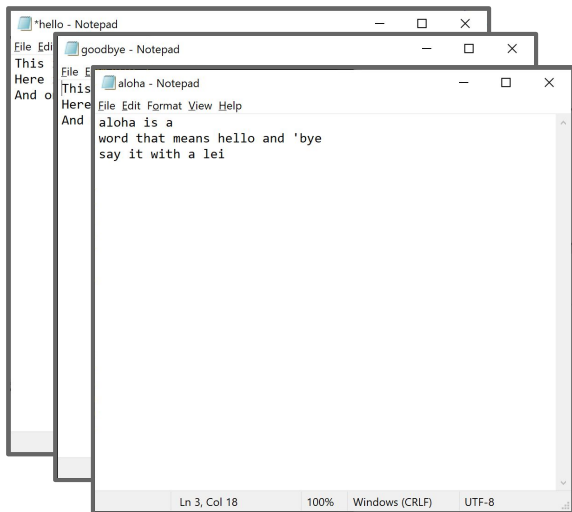 *hello - Notepad
File Edi
This
Here
And o
goodbye - Notepad
File E
This
Here
And
aloha - Notepad
File Edit Format View Help
aloha is a
word that means hello and 'bye
say it with a lei
Ln 3, Col 18 100% Windows (CRLF) UTF-8